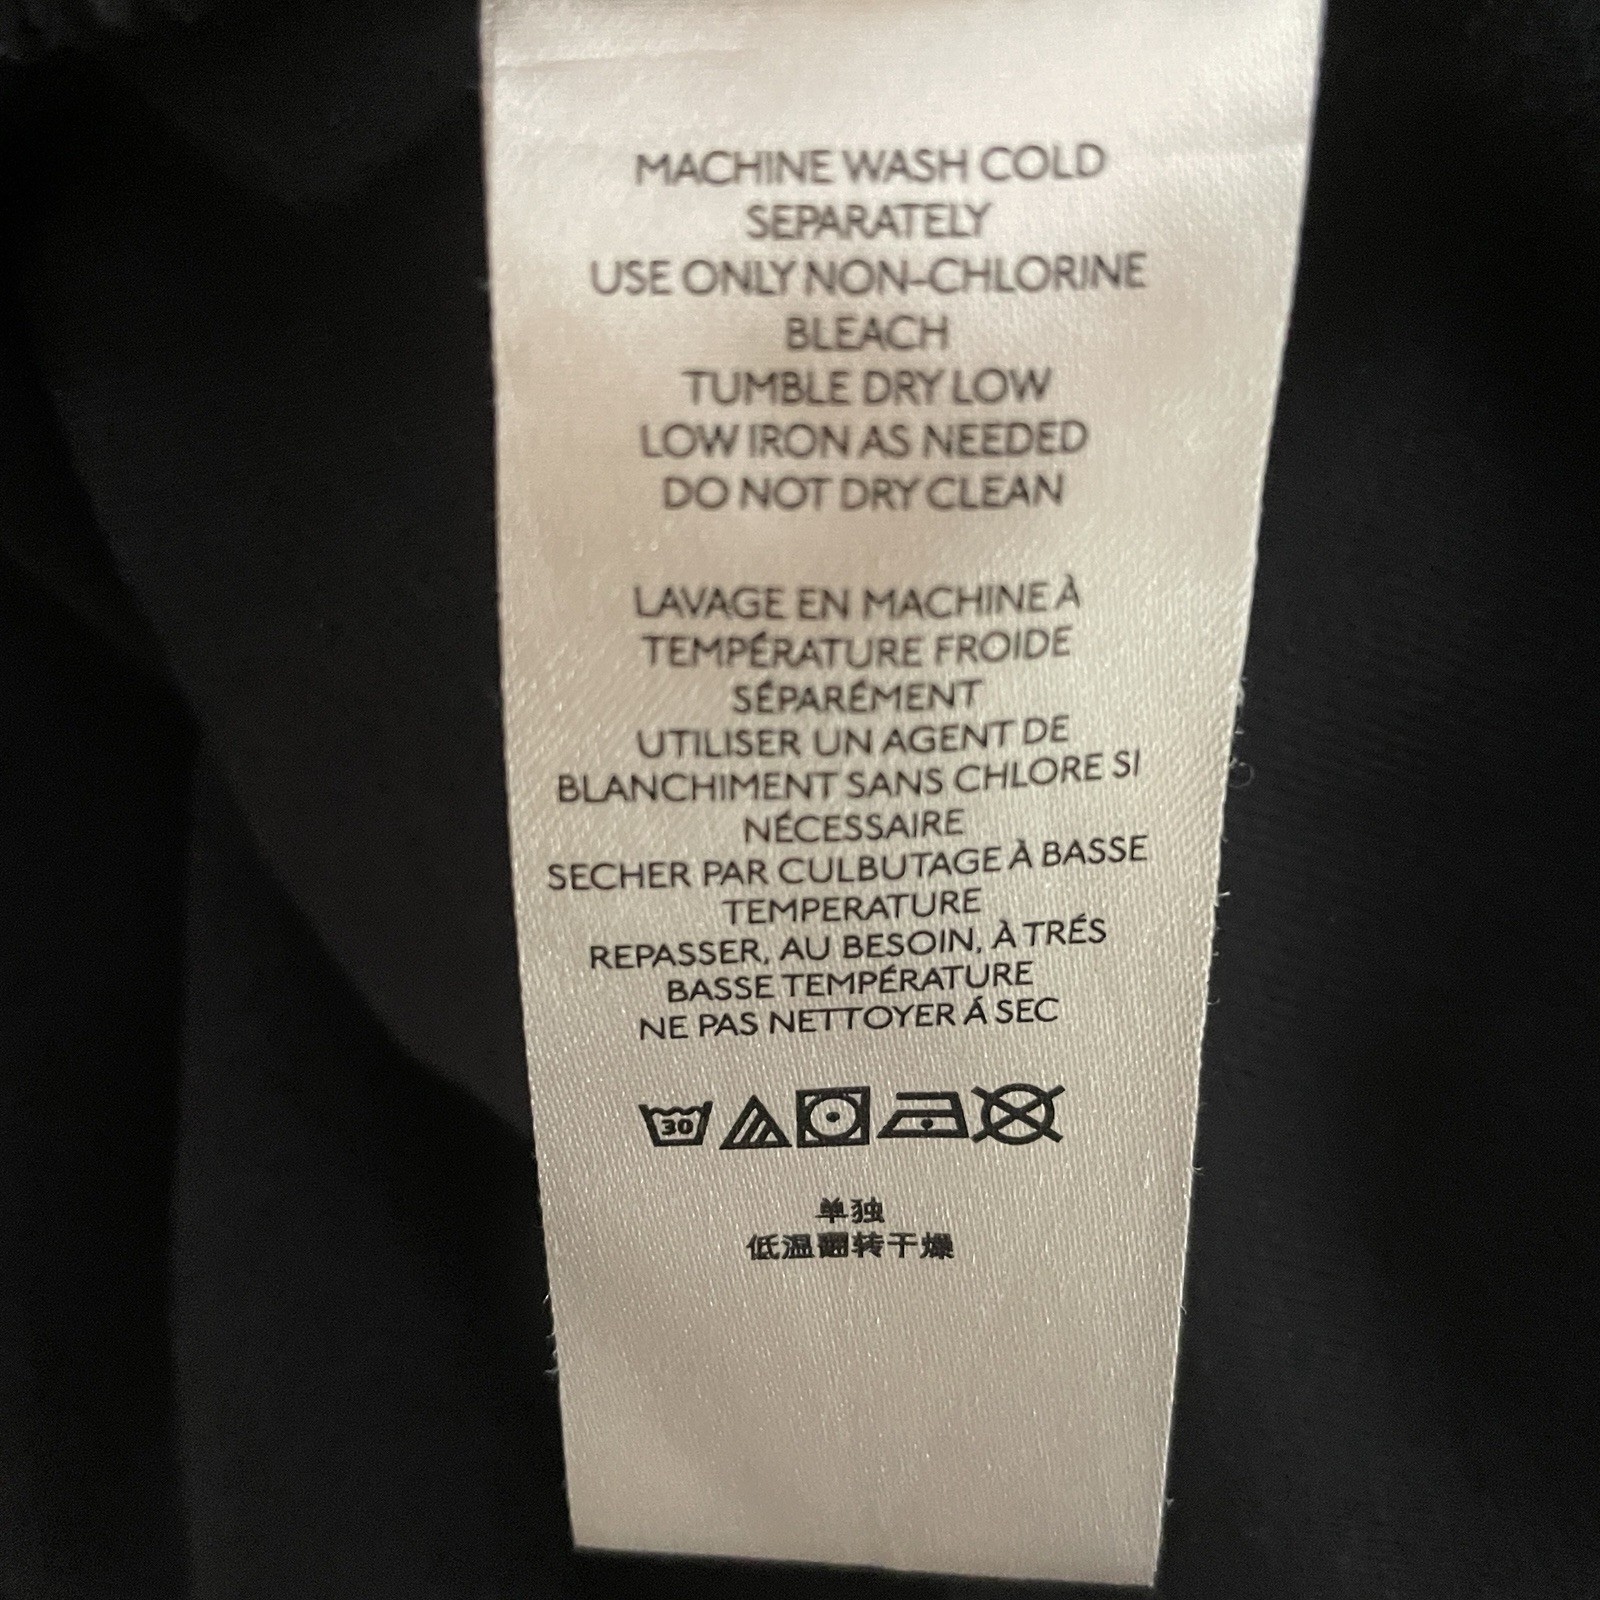 MACHINE WASH COLD
SEPARATELY
USE ONLY NON-CHLORINE
BLEACH
TUMBLE DRY LOW
LOW IRON AS NEEDED
DO NOT DRY CLEAN
LAVAGE EN MACHINE À
TEMPÉRATURE FROIDE
SÉPARÉMENT
UTILISER UN AGENT DE
BLANCHIMENT SANS CHLORE SI
NÉCESSAIRE
SECHER PAR CULBUTAGE À BASSE
TEMPERATURE
REPASSER, AU BESOIN, À TRÉS
BASSE TEMPÉRATURE
NE PAS NETTOYER Á SEC
30
单独
低温翻转干燥